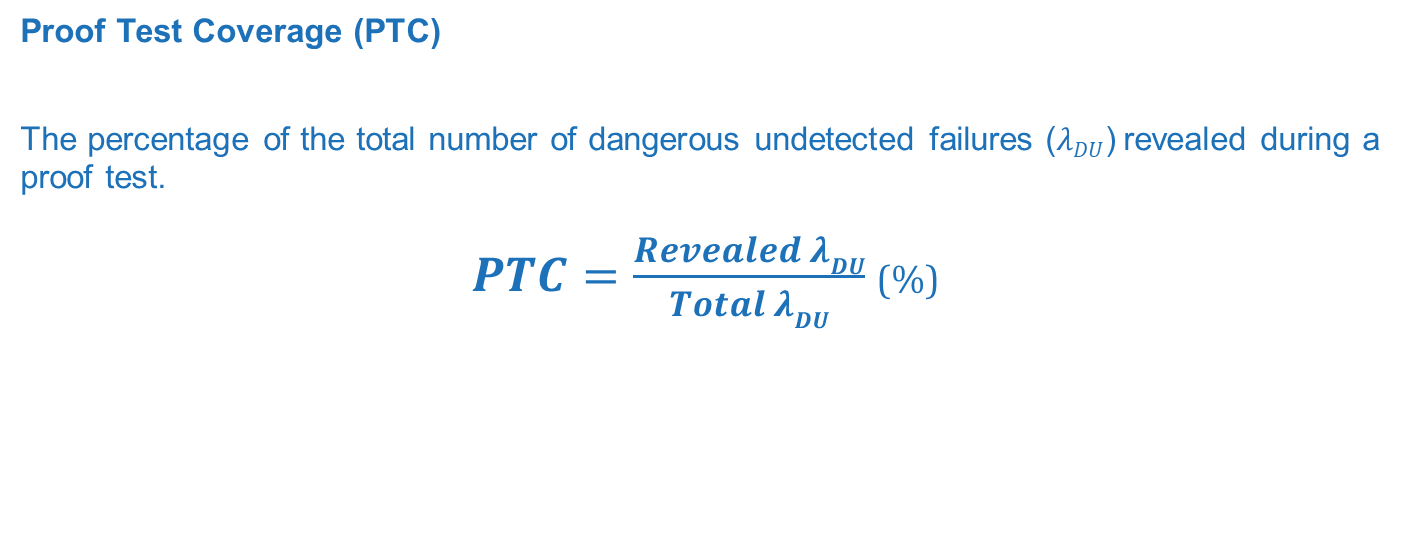 Proof Test Coverage (PTC)
The percentage of the total number of dangerous undetected failures (λDU) revealed during a
proof test.
PTC = Revealed λDU / Total λDU (%)